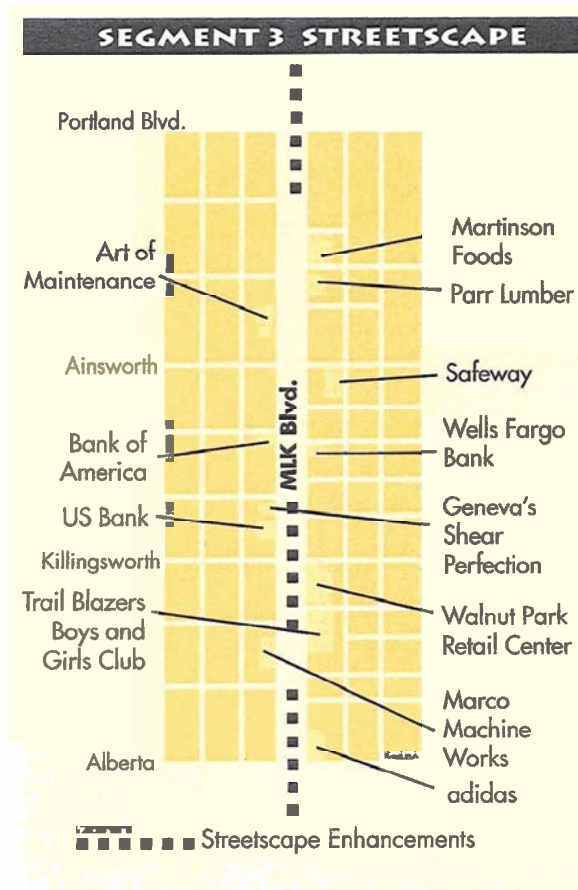 SEGMENT 3 STREETSCAPE
Portland Blvd.
Art of
Maintenance
Martinson
Foods
Parr Lumber
Ainsworth
Safeway
MLK Blvd.
Bank of
America
Wells Fargo
Bank
US Bank
Geneva's
Shear
Perfection
Killingsworth
Trail Blazers
Boys and
Girls Club
Walnut Park
Retail Center
Marco
Machine
Works
Alberta
adidas
Streetscape Enhancements